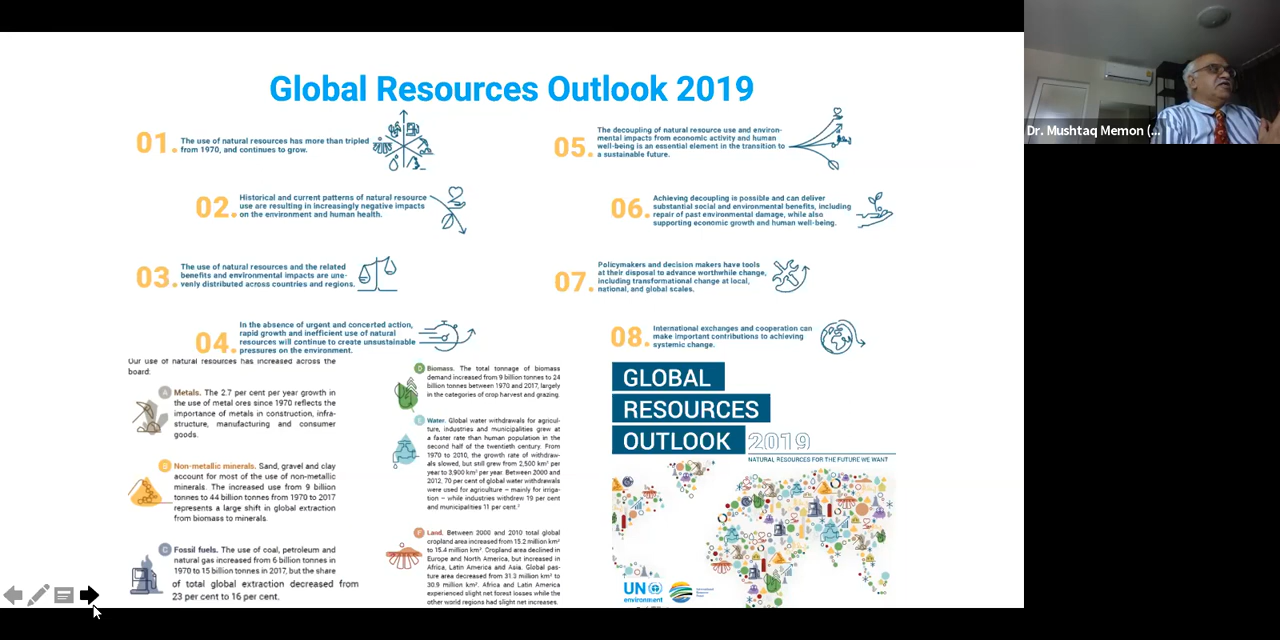 Global Resources Outlook 2019
01.
The use of natural resources has more than tripled
from 1970, and continues to grow.
02.
Historical and current patterns of natural resource
use are resulting in increasingly negative impacts
on the environment and human health.
03.
The use of natural resources and the related
benefits and environmental impacts are une-
venly distributed across countries and regions.
04.
In the absence of urgent and concerted action,
rapid growth and inefficient use of natural
resources will continue to create unsustainable
pressures on the environment.
05.
The decoupling of natural resource use and environ-
mental impacts from economic activity and human
well-being is an essential element in the transition to
a sustainable future.
06.
Achieving decoupling is possible and can deliver
substantial social and environmental benefits, including
repair of past environmental damage, while also
supporting economic growth and human well-being.
07.
Policymakers and decision makers have tools
at their disposal to advance worthwhile change,
including transformational change at local,
national, and global scales.
08.
International exchanges and cooperation can
make important contributions to achieving
systemic change.
Our use of natural resources has increased across the
board:
A Metals. The 2.7 per cent per year growth in
the use of metal ores since 1970 reflects the
importance of metals in construction, infra-
structure, manufacturing and consumer
goods.
B Non-metallic minerals. Sand, gravel and clay
account for most of the use of non-metallic
minerals. The increased use from 9 billion
tonnes to 44 billion tonnes from 1970 to 2017
represents a large shift in global extraction
from biomass to minerals.
C Fossil fuels. The use of coal, petroleum and
natural gas increased from 6 billion tonnes in
1970 to 15 billion tonnes in 2017, but the share
of total global extraction decreased from
23 per cent to 16 per cent.
D Biomass. The total tonnage of biomass
demand increased from 9 billion tonnes to 24
billion tonnes between 1970 and 2017, largely
in the categories of crop harvest and grazing.
E Water. Global water withdrawals for agricul-
ture, industries and municipalities grew at
a faster rate than human population in the
second half of the twentieth century. From
1970 to 2010, the growth rate of withdraw-
als slowed, but still grew from 2,500 km³ per
year to 3,900 km³ per year. Between 2000 and
2012, 70 per cent of global water withdrawals
were used for agriculture – mainly for irriga-
tion – while industries withdrew 19 per cent
and municipalities 11 per cent.²
F Land. Between 2000 and 2010 total global
cropland area increased from 15.2 million km²
to 15.4 million km². Cropland area declined in
Europe and North America, but increased in
Africa, Latin America and Asia. Global pas-
ture area decreased from 31.3 million km² to
30.9 million km². Africa and Latin America
experienced slight net forest losses while the
other world regions had slight net increases.
GLOBAL
RESOURCES
OUTLOOK 2019
NATURAL RESOURCES FOR THE FUTURE WE WANT
UN
environment
International
Resource
Panel
Dr. Mushtaq Memon (...